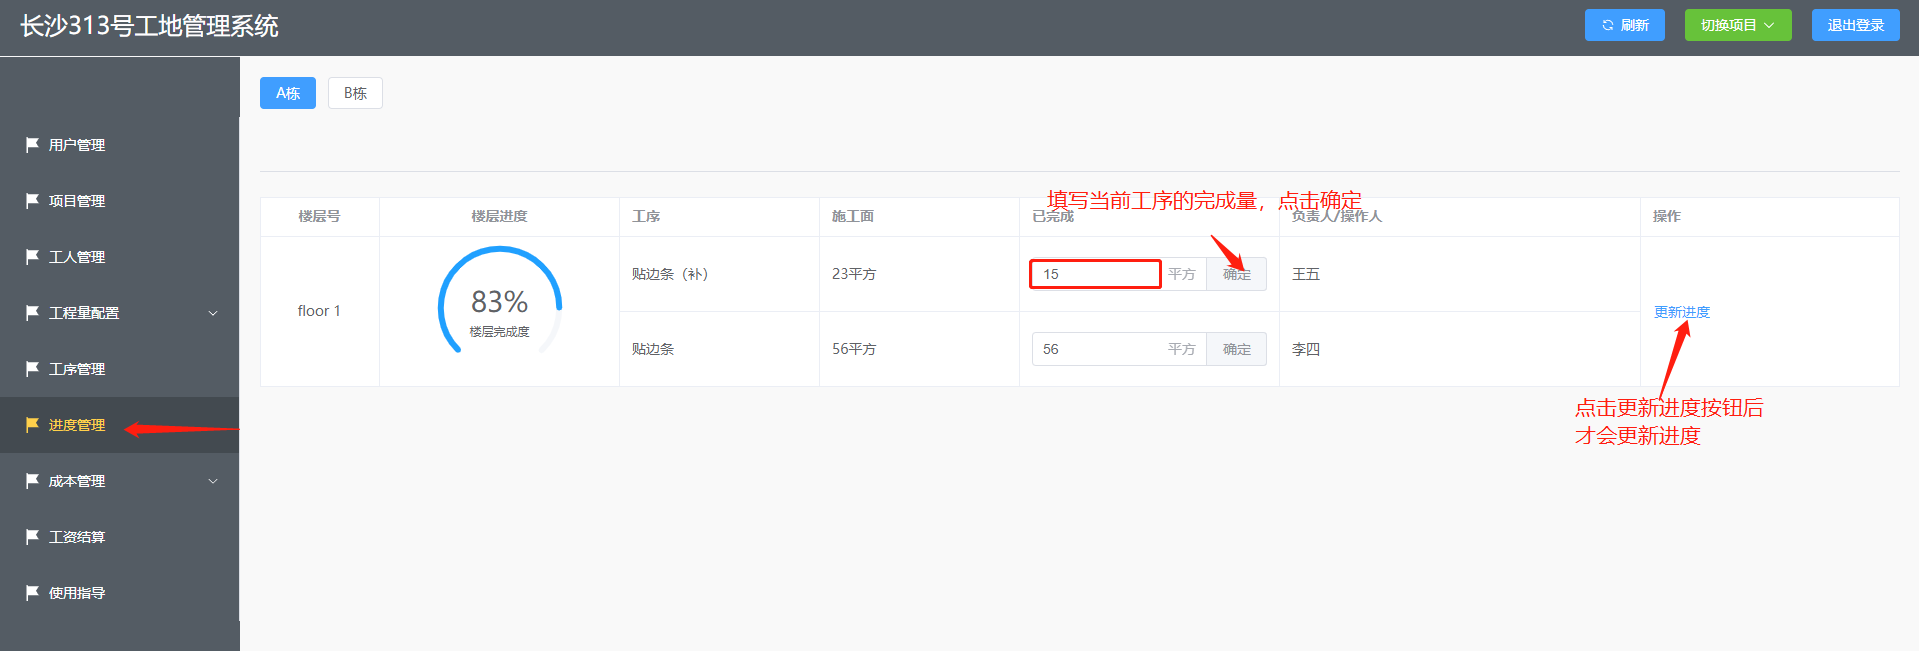 长沙313号工地管理系统
刷新
切换项目
退出登录
A栋
B栋
用户管理
项目管理
工人管理
工程量配置
工序管理
进度管理
成本管理
工资结算
使用指导
填写当前工序的完成量，点击确定
楼层号
楼层进度
工序
施工面
已完成
负责人/操作人
操作
floor 1
83%
楼层完成度
贴边条（补）
23平方
15
平方
确定
王五
更新进度
贴边条
56平方
56
平方
确定
李四
点击更新进度按钮后
才会更新进度